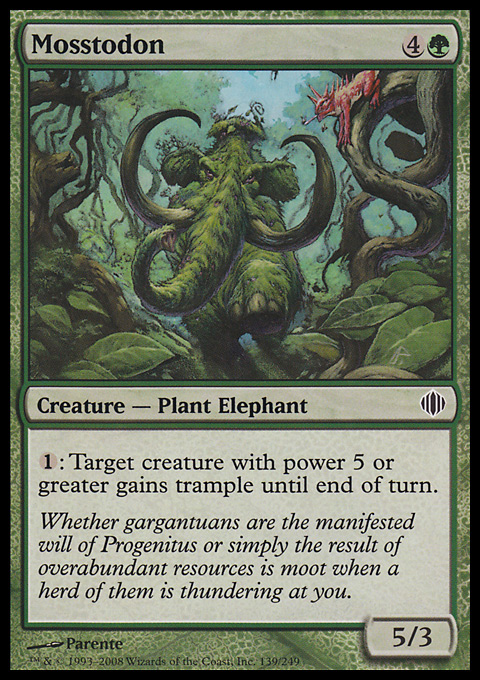 Mosstodon 4
Creature — Plant Elephant
1: Target creature with power 5 or
greater gains trample until end of turn.
Whether gargantuans are the manifested
will of Progenitus or simply the result of
overabundant resources is moot when a
herd of them is thundering at you.
5/3
Parente
™ & © 1993–2008 Wizards of the Coast, Inc. 139/249